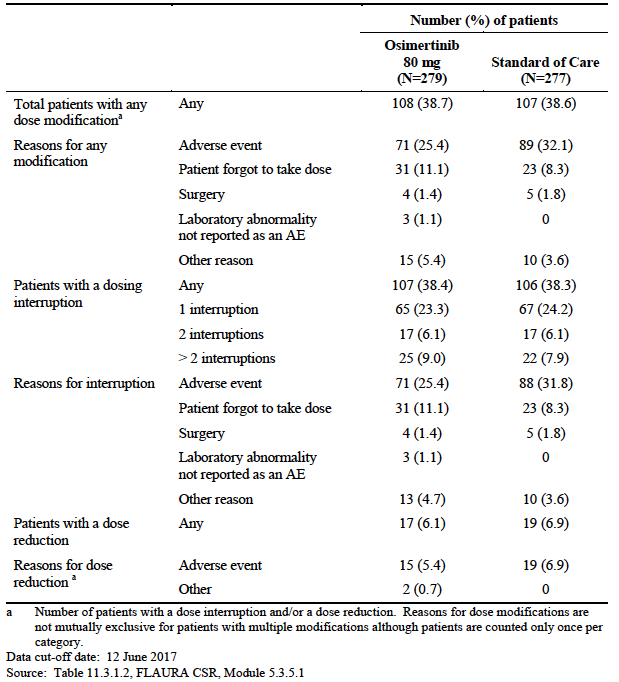 Number (%) of patients
Osimertinib
80 mg
(N=279)
Standard of Care
(N=277)
Total patients with any
dose modificationᵃ
Any 108 (38.7) 107 (38.6)
Reasons for any
modification
Adverse event 71 (25.4) 89 (32.1)
Patient forgot to take dose 31 (11.1) 23 (8.3)
Surgery 4 (1.4) 5 (1.8)
Laboratory abnormality
not reported as an AE 3 (1.1) 0
Other reason 15 (5.4) 10 (3.6)
Patients with a dosing
interruption
Any 107 (38.4) 106 (38.3)
1 interruption 65 (23.3) 67 (24.2)
2 interruptions 17 (6.1) 17 (6.1)
> 2 interruptions 25 (9.0) 22 (7.9)
Reasons for interruption Adverse event 71 (25.4) 88 (31.8)
Patient forgot to take dose 31 (11.1) 23 (8.3)
Surgery 4 (1.4) 5 (1.8)
Laboratory abnormality
not reported as an AE 3 (1.1) 0
Other reason 13 (4.7) 10 (3.6)
Patients with a dose
reduction
Any 17 (6.1) 19 (6.9)
Reasons for dose
reduction ᵃ
Adverse event 15 (5.4) 19 (6.9)
Other 2 (0.7) 0
a Number of patients with a dose interruption and/or a dose reduction. Reasons for dose modifications are
not mutually exclusive for patients with multiple modifications although patients are counted only once per
category.
Data cut-off date: 12 June 2017
Source: Table 11.3.1.2, FLAURA CSR, Module 5.3.5.1